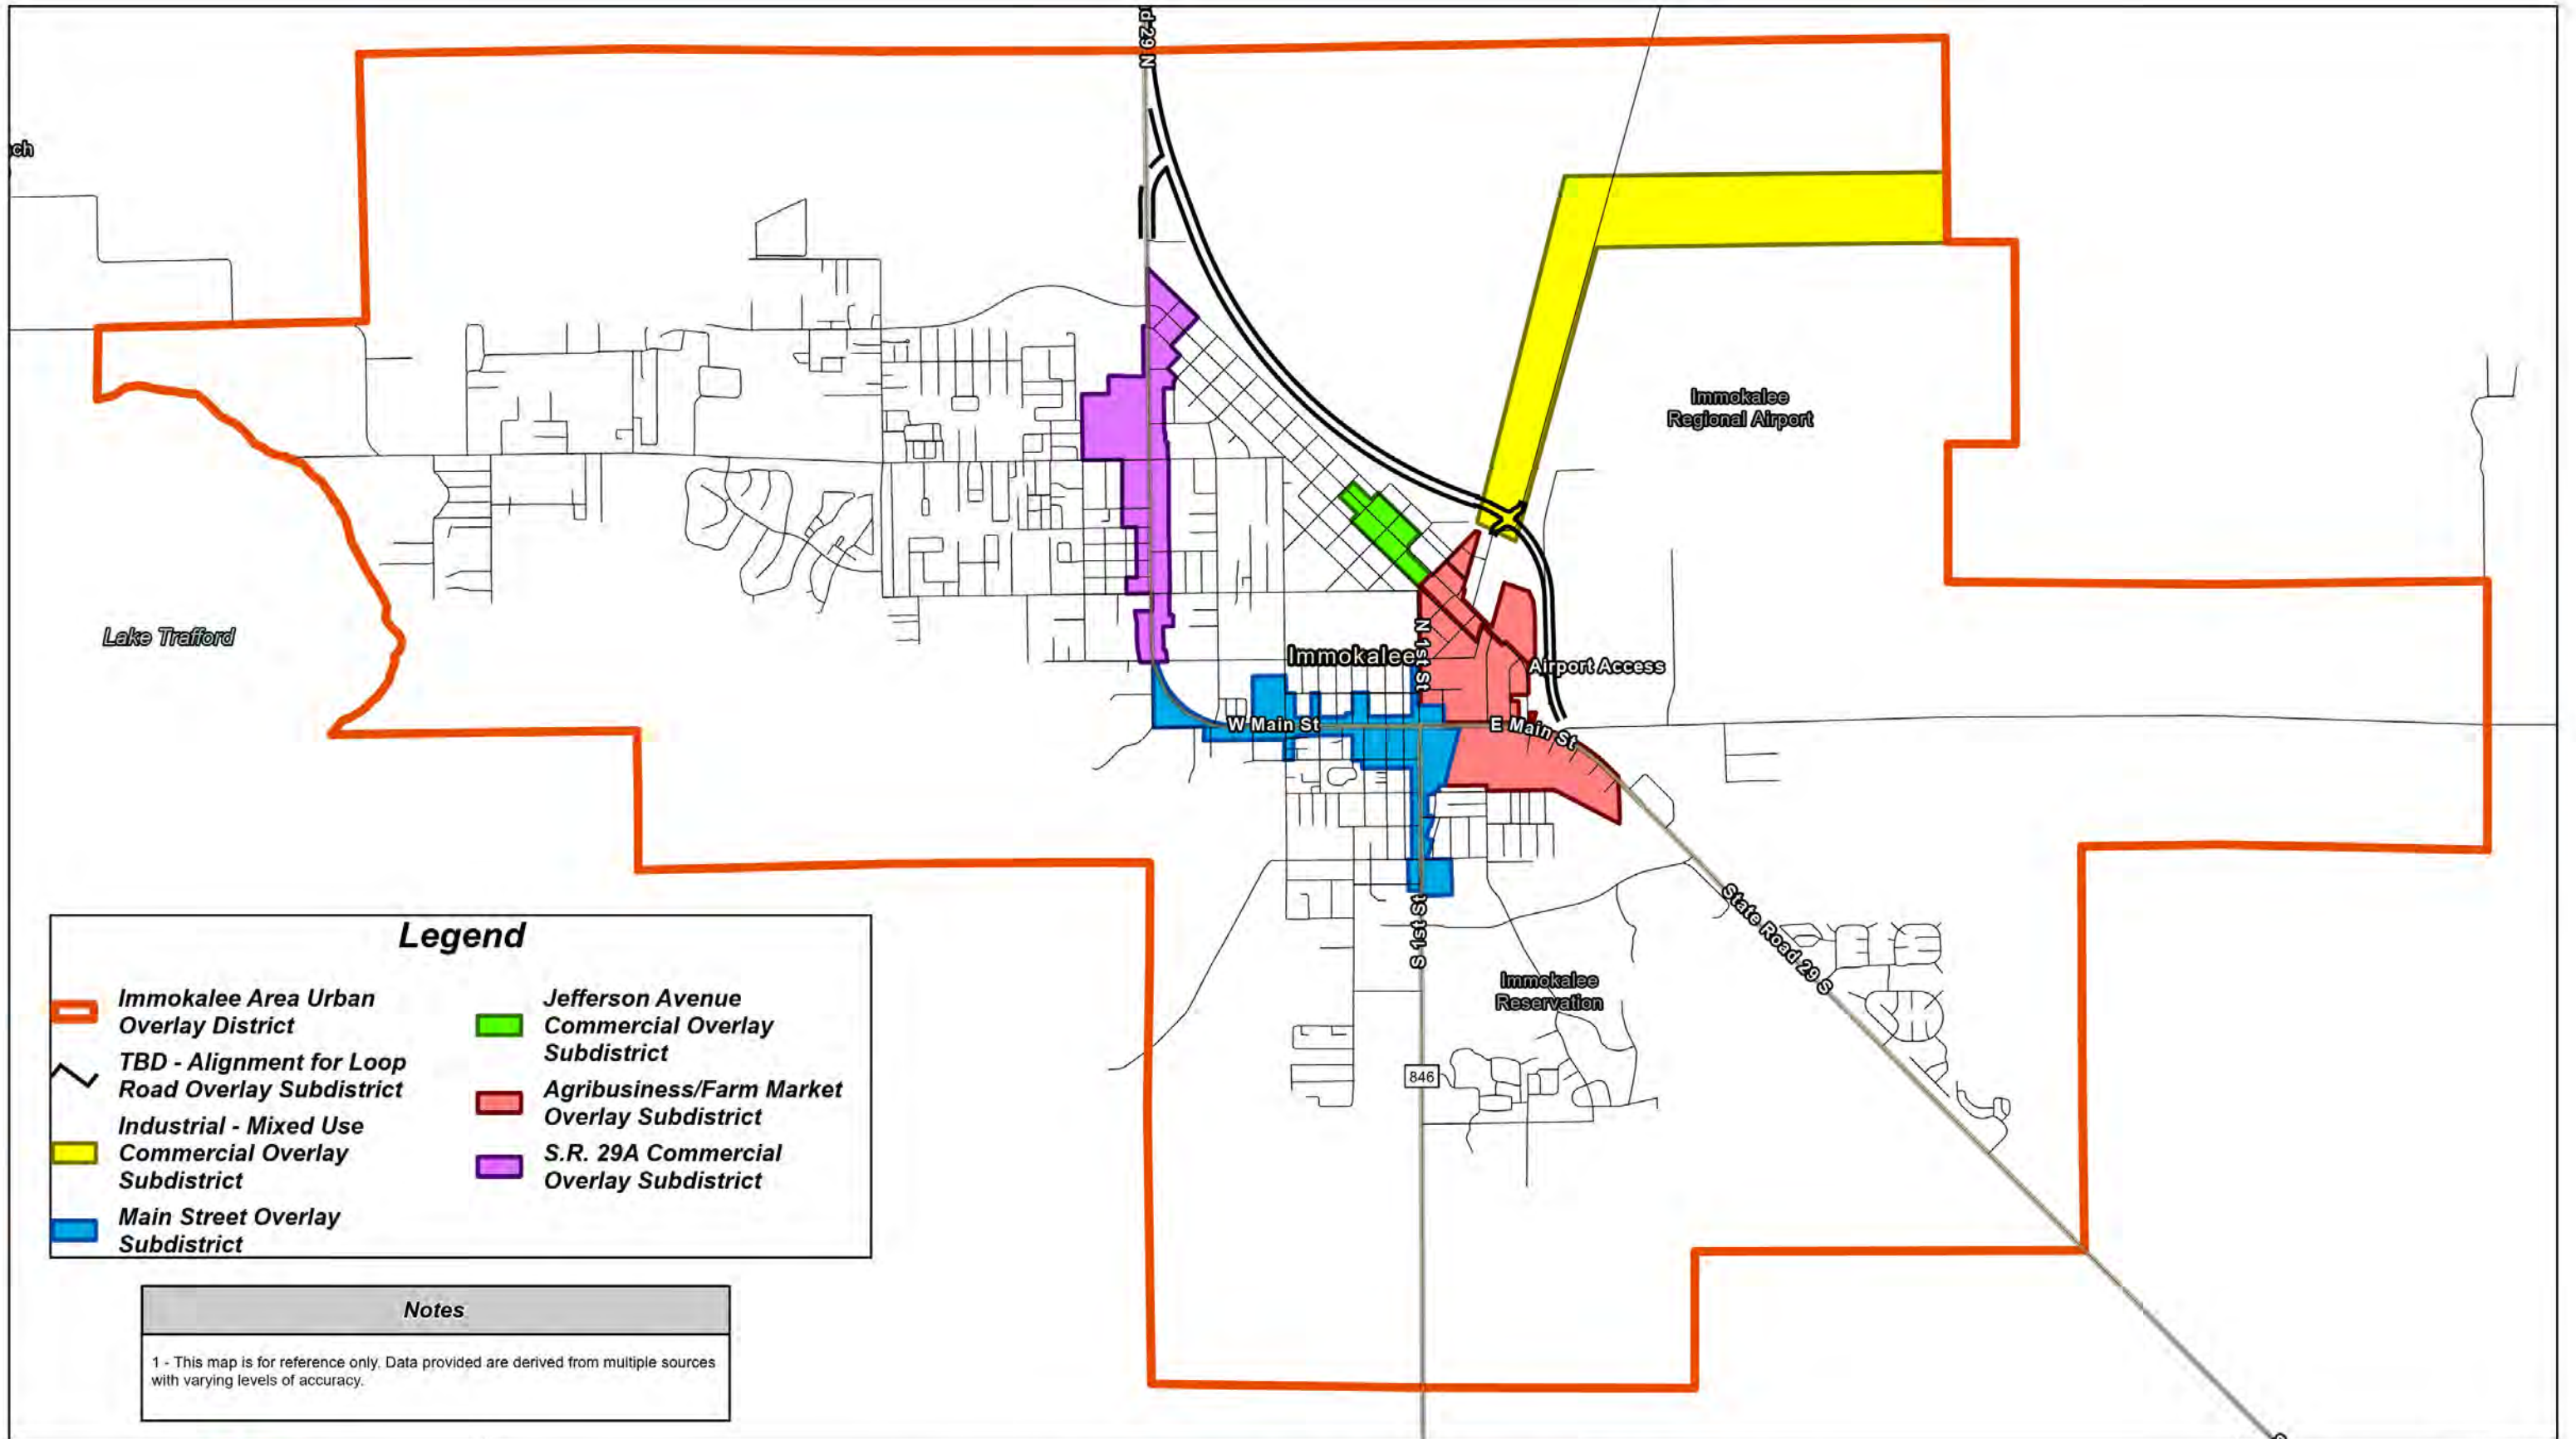 d 29 N
ch
Immokalee
Regional Airport
Lake Trafford
Immokalee
N 1st St
Airport Access
W Main St
E Main St
S 1st St
State Road 29 S
Immokalee
Reservation
846
Legend
Immokalee Area Urban
Overlay District
TBD - Alignment for Loop
Road Overlay Subdistrict
Industrial - Mixed Use
Commercial Overlay
Subdistrict
Main Street Overlay
Subdistrict
Jefferson Avenue
Commercial Overlay
Subdistrict
Agribusiness/Farm Market
Overlay Subdistrict
S.R. 29A Commercial
Overlay Subdistrict
Notes
1 - This map is for reference only. Data provided are derived from multiple sources
with varying levels of accuracy.